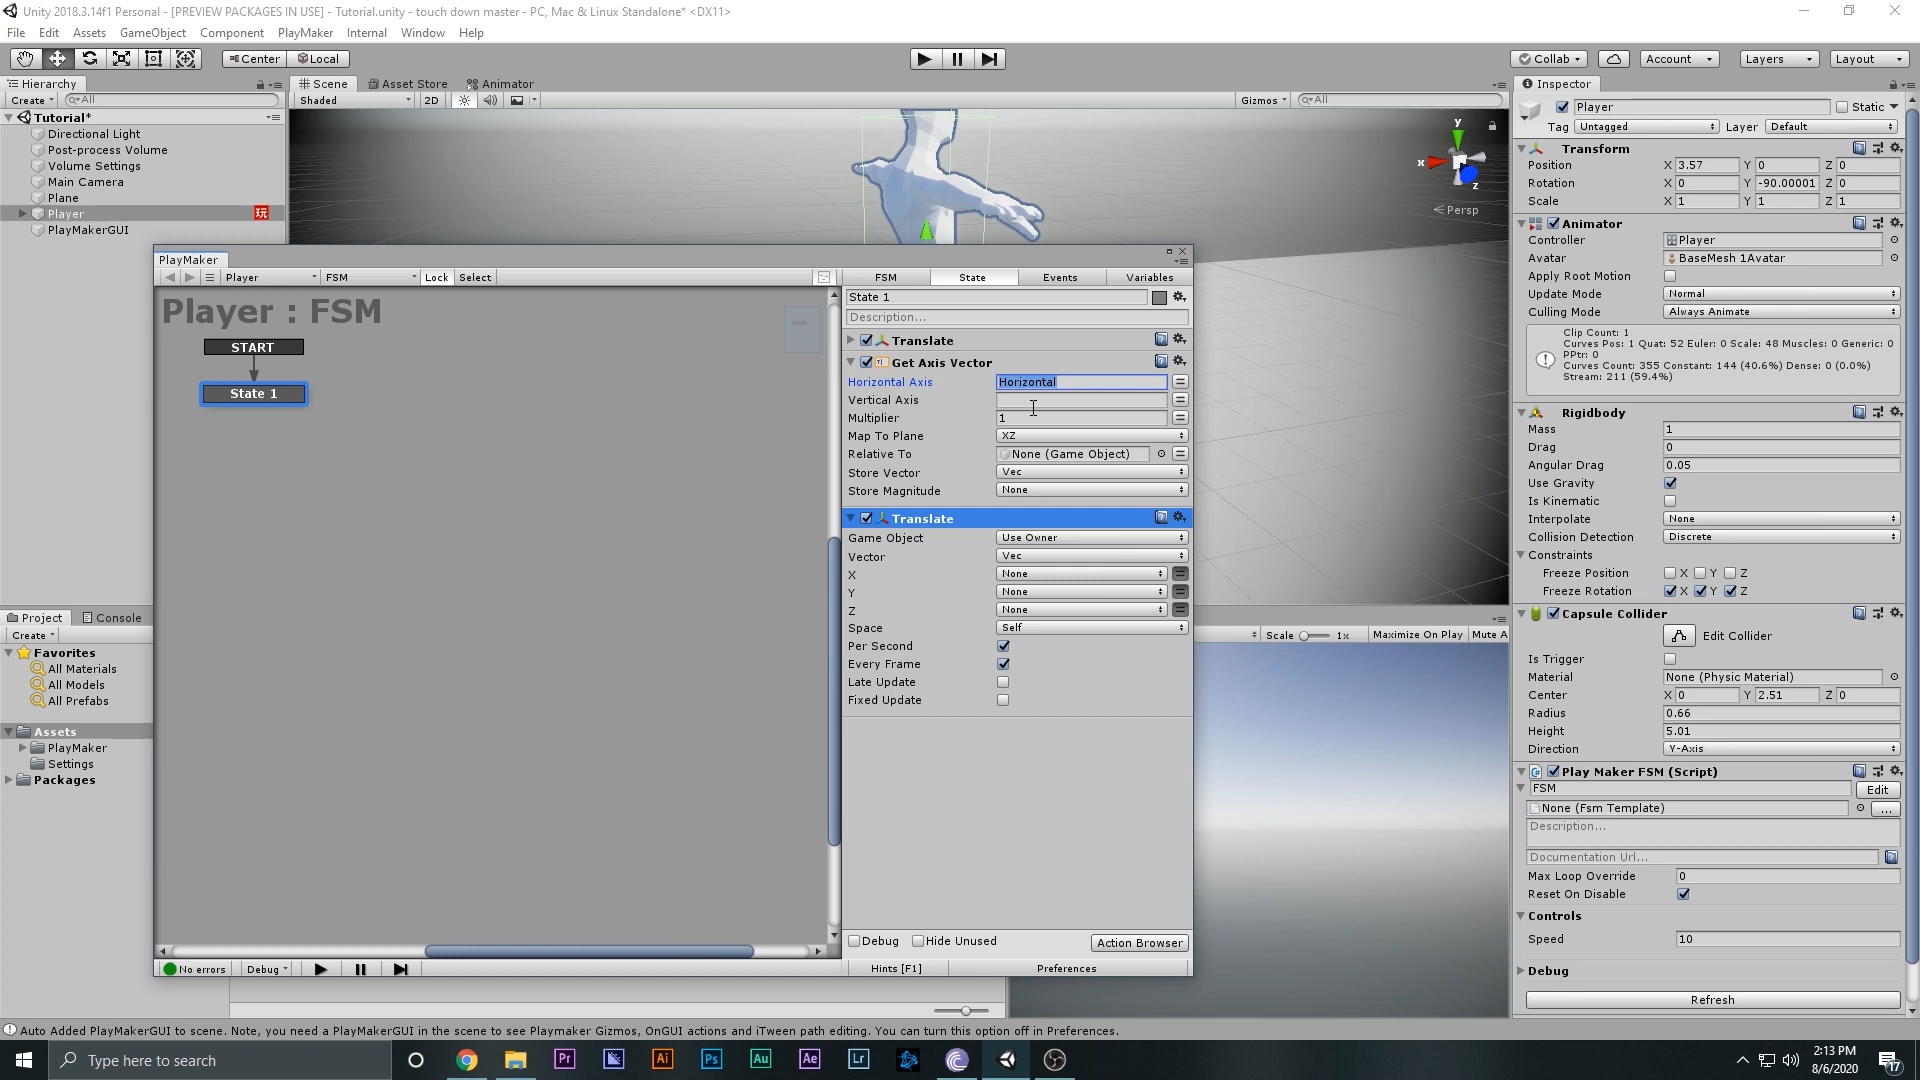 Unity 2018.3.14f1 Personal - [PREVIEW PACKAGES IN USE] - Tutorial.unity - touch down master - PC, Mac & Linux Standalone* <DX11>
File Edit Assets GameObject Component PlayMaker Internal Window Help
Center Local Collab Account Layers Layout
Hierarchy
Create All
Tutorial*
Directional Light
Post-process Volume
Volume Settings
Main Camera
Plane
Player 玩
PlayMakerGUI
Scene Asset Store Animator
Shaded 2D Gizmos All
y
x
z
Persp
PlayMaker
Player FSM Lock Select
Player : FSM
START
State 1
FSM State Events Variables
State 1
Description...
Translate
Get Axis Vector
Horizontal Axis Horizontal
Vertical Axis
Multiplier 1
Map To Plane XZ
Relative To None (Game Object)
Store Vector Vec
Store Magnitude None
Translate
Game Object Use Owner
Vector Vec
X None
Y None
Z None
Space Self
Per Second
Every Frame
Late Update
Fixed Update
Debug Hide Unused Action Browser
No errors Debug Hints [F1] Preferences
Project Console
Create
Favorites
All Materials
All Models
All Prefabs
Assets
PlayMaker
Settings
Packages
Scale 1x Maximize On Play Mute A
Inspector
Player Static
Tag Untagged Layer Default
Transform
Position X 3.57 Y 0 Z 0
Rotation X 0 Y -90.00001 Z 0
Scale X 1 Y 1 Z 1
Animator
Controller Player
Avatar BaseMesh 1Avatar
Apply Root Motion
Update Mode Normal
Culling Mode Always Animate
Clip Count: 1
Curves Pos: 1 Quat: 52 Euler: 0 Scale: 48 Muscles: 0 Generic: 0
PPtr: 0
Curves Count: 355 Constant: 144 (40.6%) Dense: 0 (0.0%)
Stream: 211 (59.4%)
Rigidbody
Mass 1
Drag 0
Angular Drag 0.05
Use Gravity
Is Kinematic
Interpolate None
Collision Detection Discrete
Constraints
Freeze Position X Y Z
Freeze Rotation X Y Z
Capsule Collider
Edit Collider
Is Trigger
Material None (Physic Material)
Center X 0 Y 2.51 Z 0
Radius 0.66
Height 5.01
Direction Y-Axis
Play Maker FSM (Script)
FSM Edit
None (Fsm Template) ...
Description...
Documentation Url...
Max Loop Override 0
Reset On Disable
Controls
Speed 10
Debug
Refresh
Auto Added PlayMakerGUI to scene. Note, you need a PlayMakerGUI in the scene to see Playmaker Gizmos, OnGUI actions and iTween path editing. You can turn this option off in Preferences.
Type here to search
Pr Ai Ps Au Ae Lr
2:13 PM
8/6/2020
17